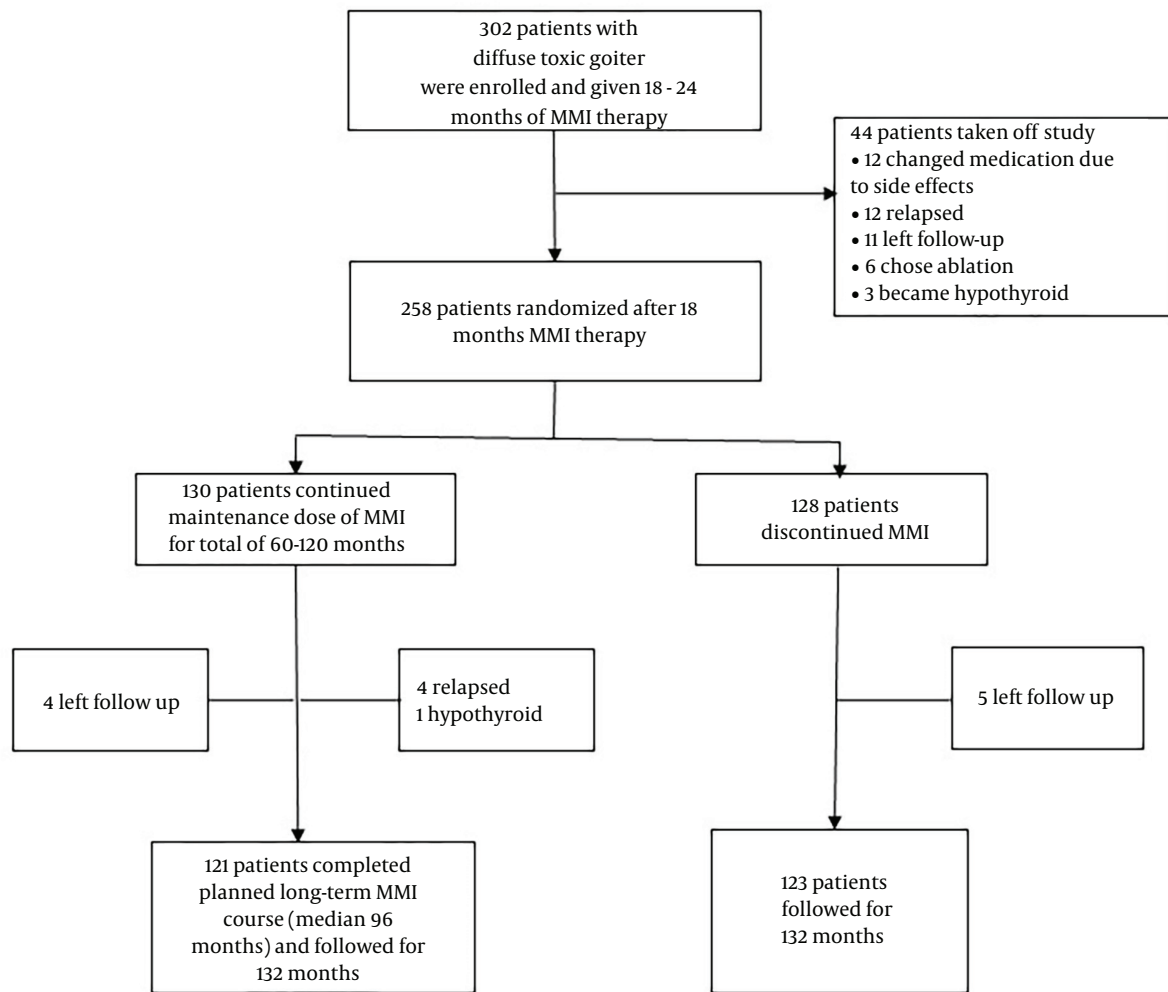 302 patients with
diffuse toxic goiter
were enrolled and given 18 - 24
months of MMI therapy
44 patients taken off study
• 12 changed medication due
to side effects
• 12 relapsed
• 11 left follow-up
• 6 chose ablation
• 3 became hypothyroid
258 patients randomized after 18
months MMI therapy
130 patients continued
maintenance dose of MMI
for total of 60-120 months
128 patients
discontinued MMI
4 left follow up
4 relapsed
1 hypothyroid
5 left follow up
121 patients completed
planned long-term MMI
course (median 96
months) and followed for
132 months
123 patients
followed for
132 months